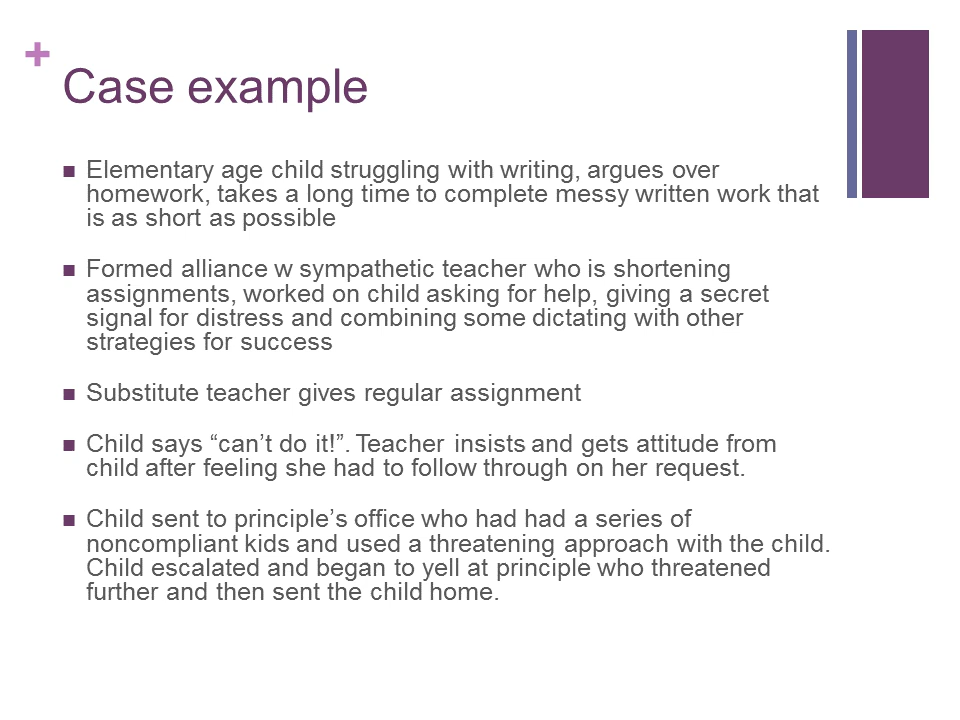 +
Case example
■ Elementary age child struggling with writing, argues over
homework, takes a long time to complete messy written work that
is as short as possible
■ Formed alliance w sympathetic teacher who is shortening
assignments, worked on child asking for help, giving a secret
signal for distress and combining some dictating with other
strategies for success
■ Substitute teacher gives regular assignment
■ Child says “can’t do it!”. Teacher insists and gets attitude from
child after feeling she had to follow through on her request.
■ Child sent to principle’s office who had had a series of
noncompliant kids and used a threatening approach with the child.
Child escalated and began to yell at principle who threatened
further and then sent the child home.